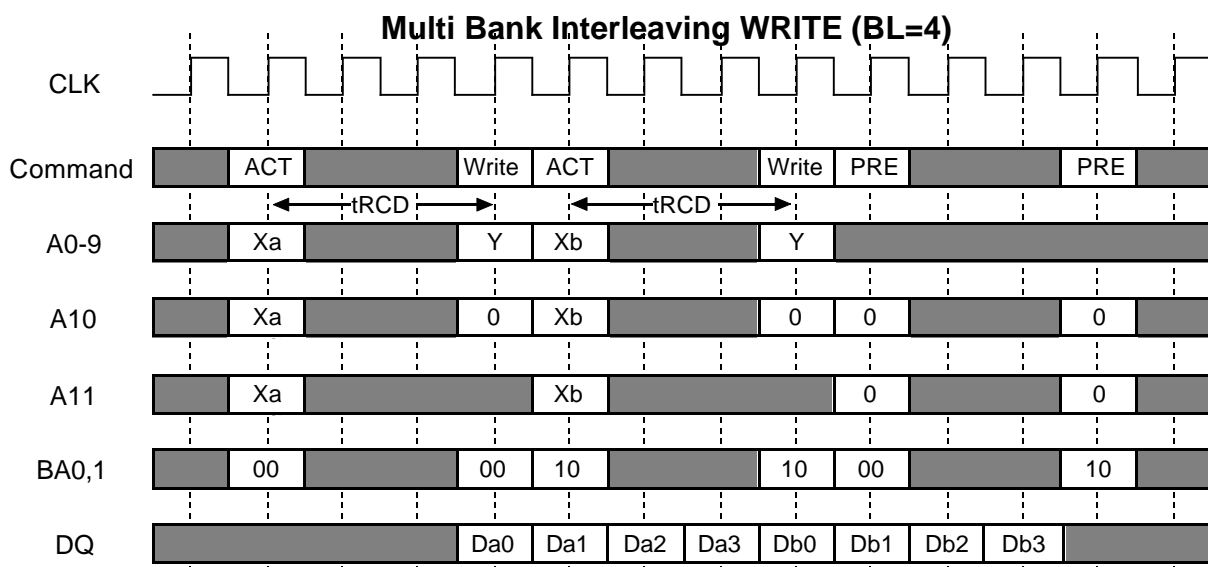 Multi Bank Interleaving WRITE (BL=4)
CLK
Command ACT Write ACT Write PRE PRE
tRCD tRCD
A0-9 Xa Y Xb Y
A10 Xa 0 Xb 0 0 0
A11 Xa Xb 0 0
BA0,1 00 00 10 10 00 10
DQ Da0 Da1 Da2 Da3 Db0 Db1 Db2 Db3